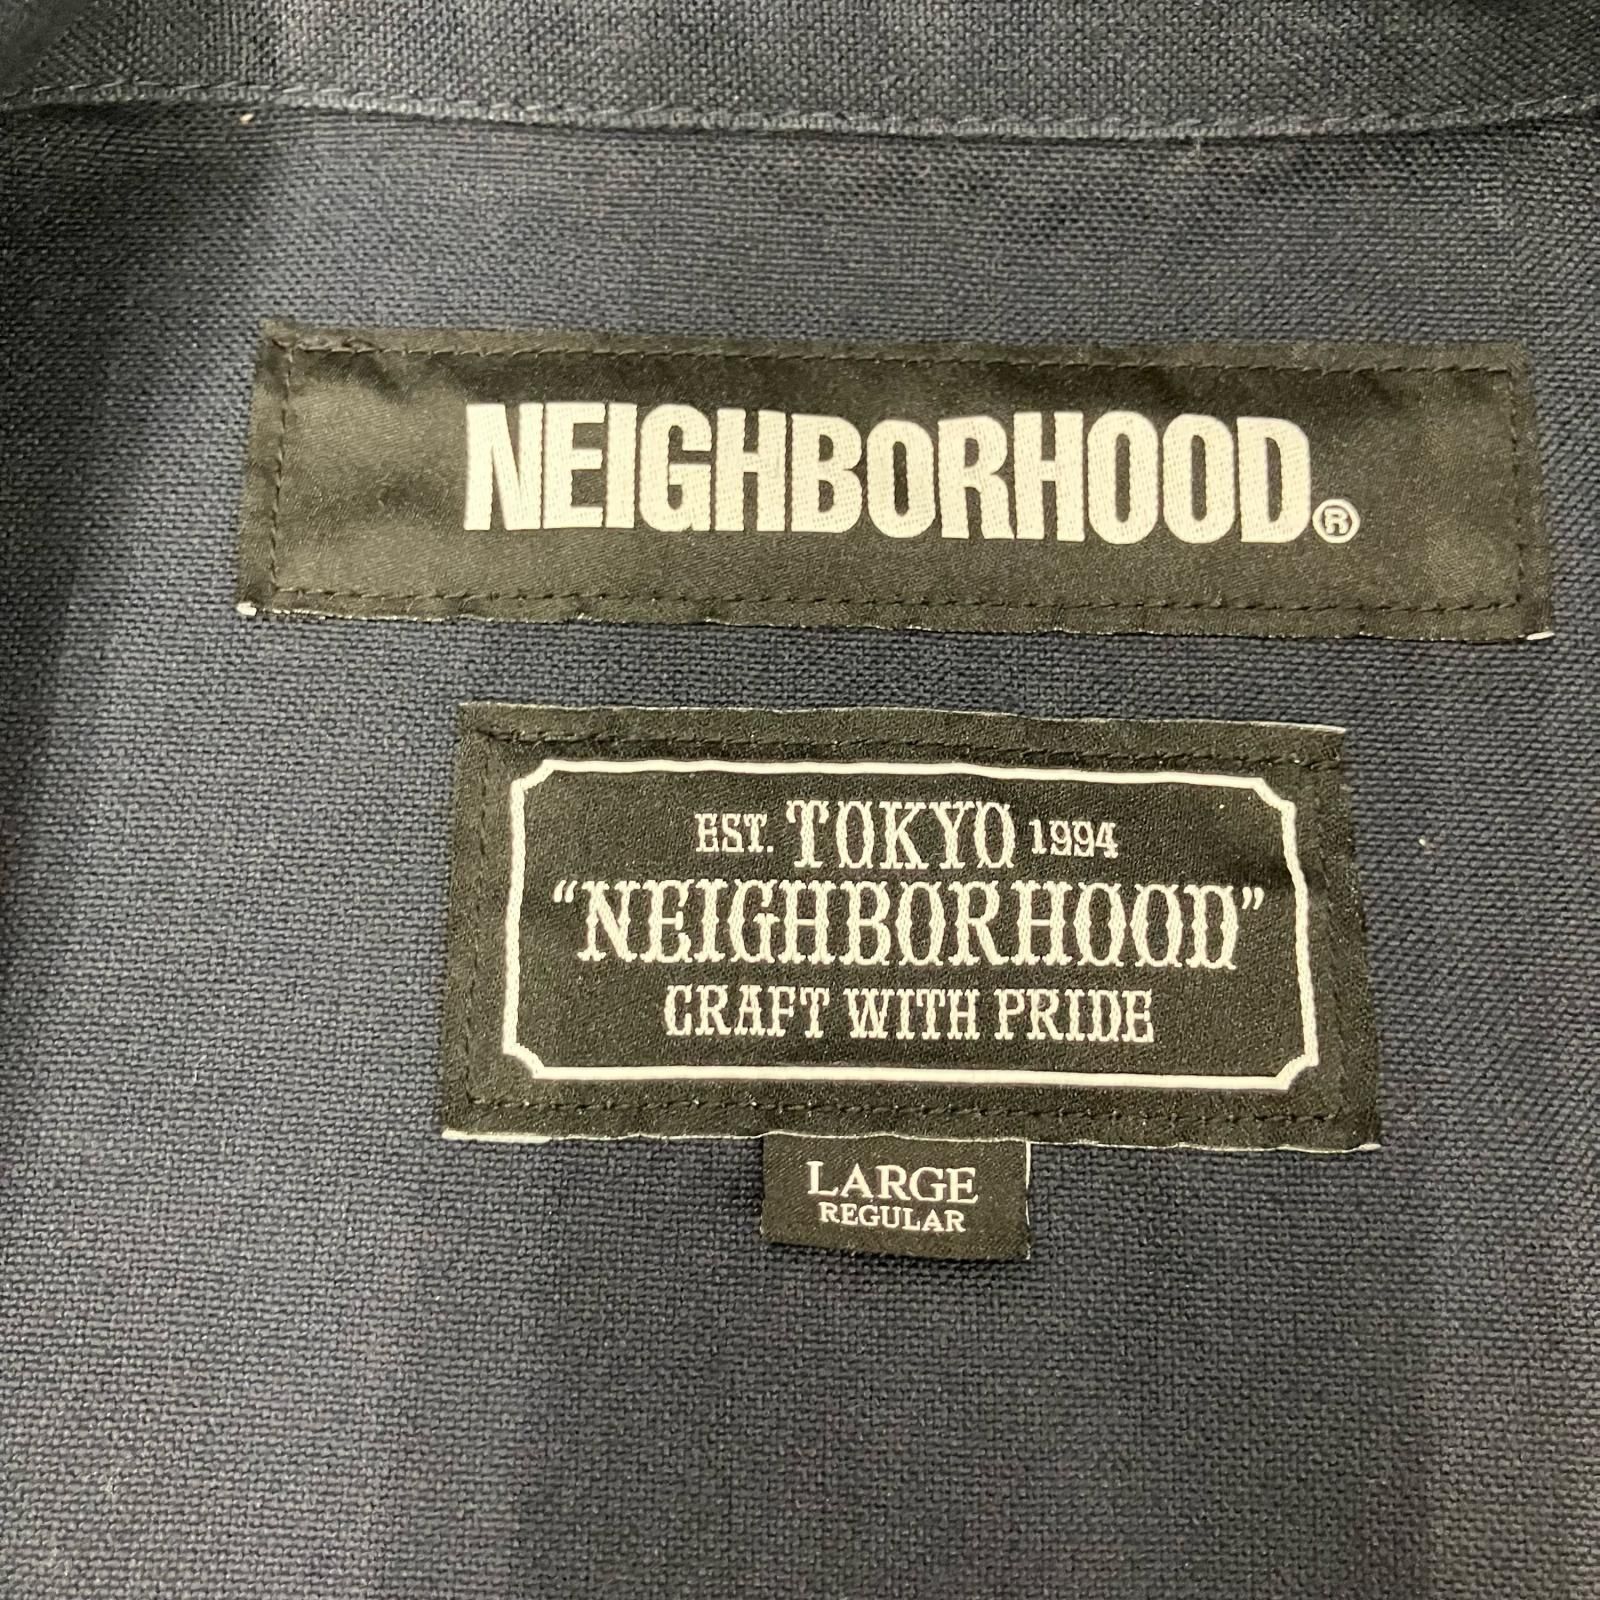 NEIGHBORHOOD®
EST. TOKYO 1994
“NEIGHBORHOOD”
CRAFT WITH PRIDE
LARGE
REGULAR